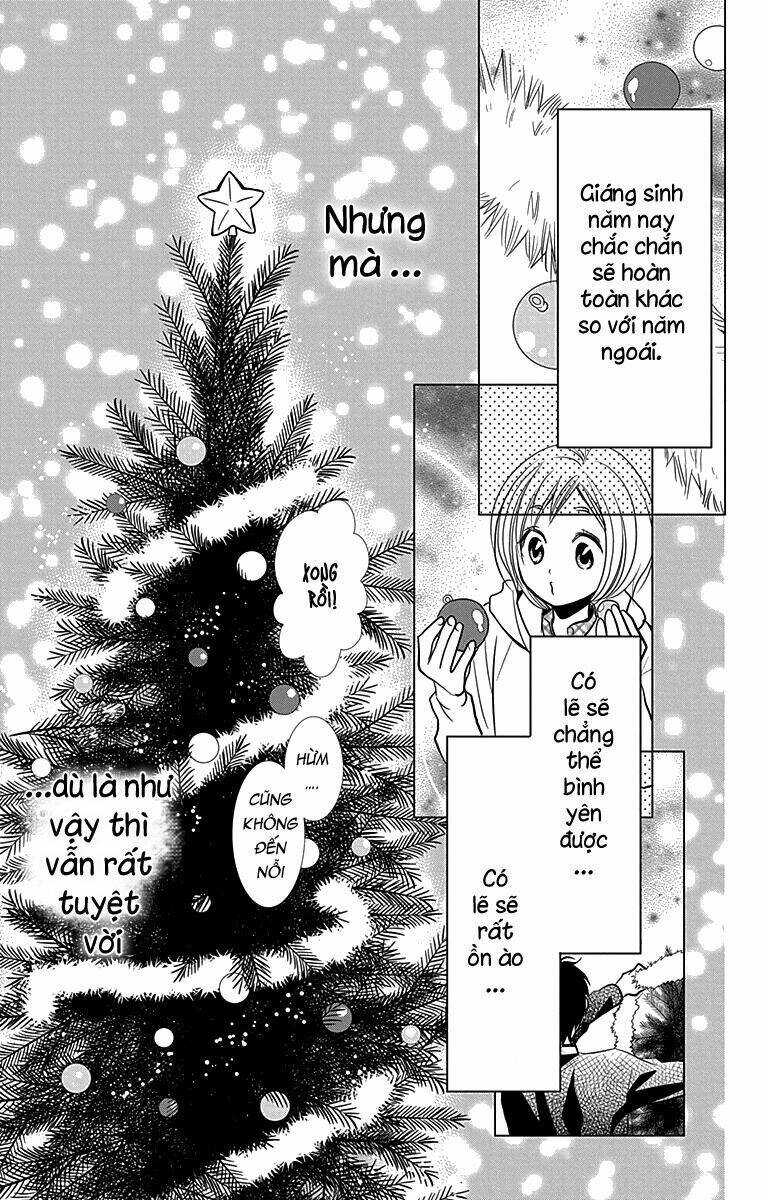 Giáng sinh
năm nay
chắc chắn
sẽ hoàn
toàn khác
so với năm
ngoái.
Có
lẽ sẽ
chẳng thể
bình
yên
được
...
Có
lẽ sẽ
rất
ồn ào
...
Nhưng
mà ...
XONG
RỒI!
HỪM
....
CŨNG
KHÔNG
ĐẾN
NỖI
...dù là như
vậy thì
vẫn rất
tuyệt
vời